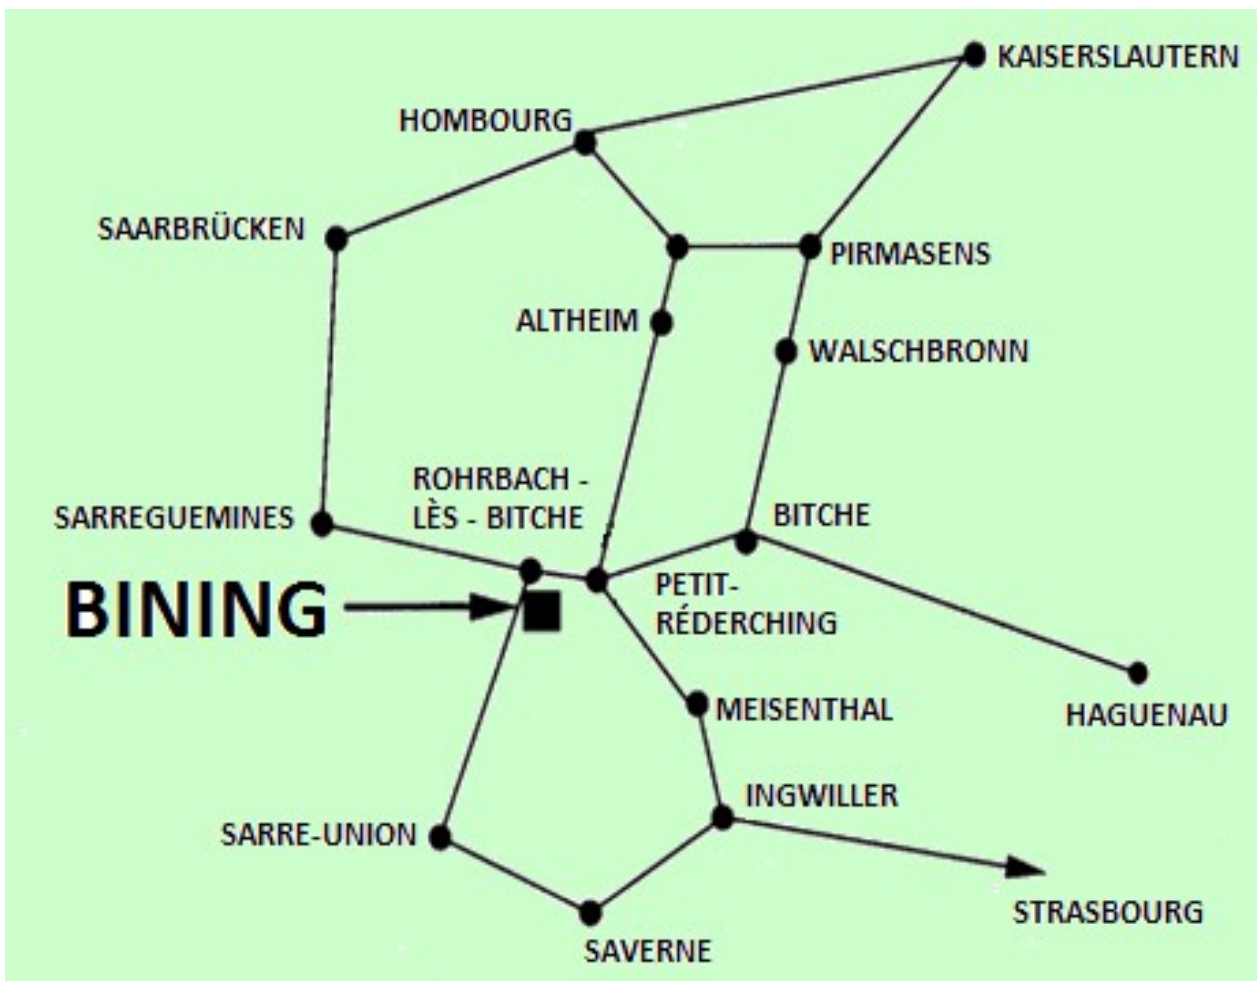 KAISERSLAUTERN
HOMBOURG
SAARBRÜCKEN
PIRMASENS
ALTHEIM
WALSCHBRONN
ROHRBACH -
LÈS - BITCHE
SARREGUEMINES
BITCHE
BINING
PETIT-
RÉDERCHING
MEISENTHAL
HAGUENAU
INGWILLER
SARRE-UNION
STRASBOURG
SAVERNE